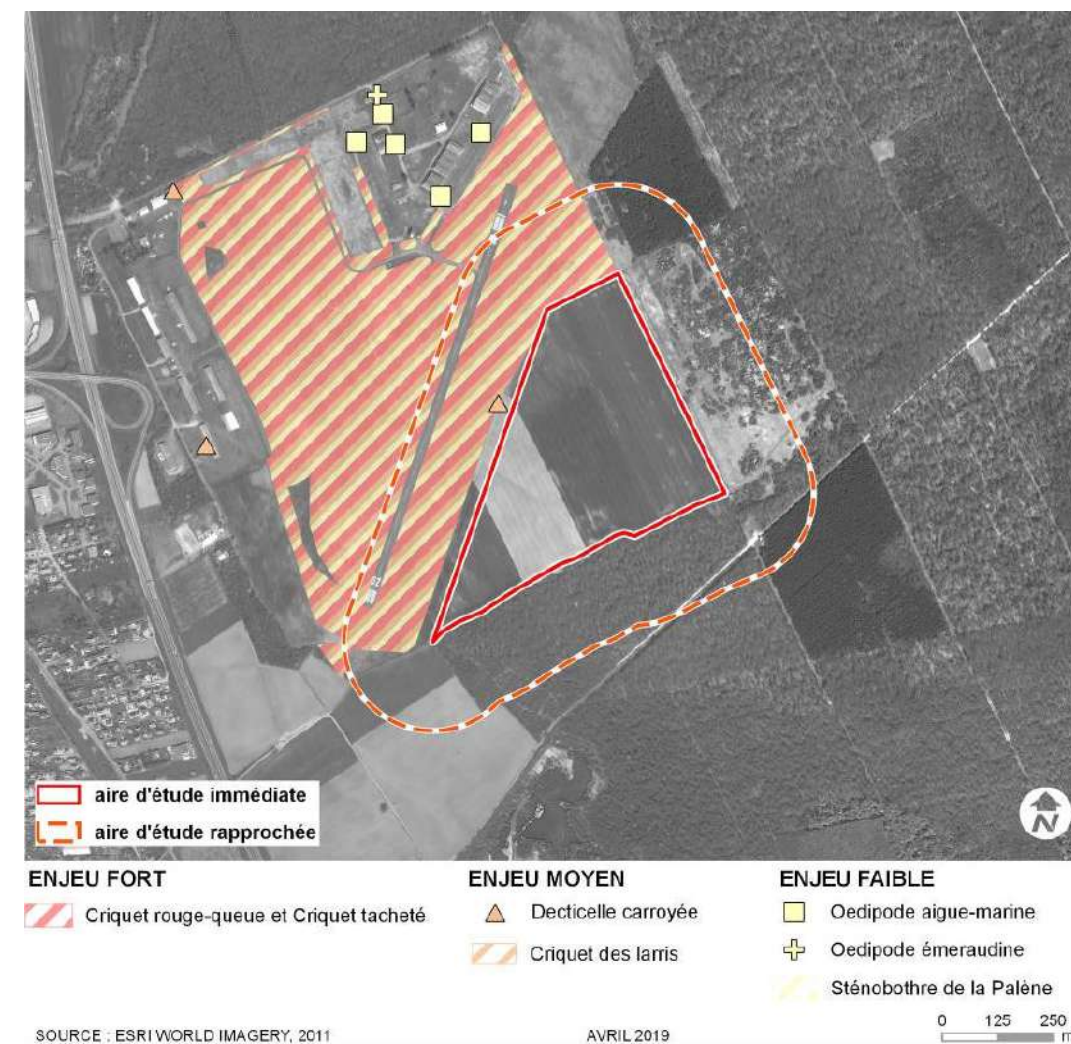 aire d'étude immédiate
aire d'étude rapprochée
N
ENJEU FORT
Criquet rouge-queue et Criquet tacheté
ENJEU MOYEN
Decticelle carroyée
Criquet des larris
ENJEU FAIBLE
Oedipode aigue-marine
Oedipode émeraudine
Sténobothre de la Palène
SOURCE : ESRI WORLD IMAGERY, 2011
AVRIL 2019
0 125 250
m